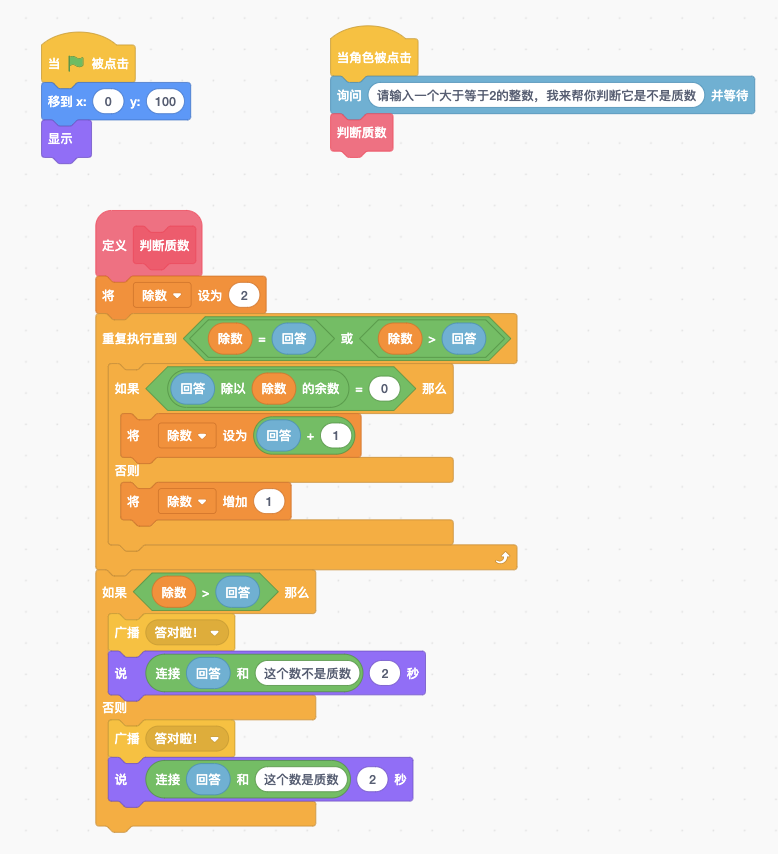 当 被点击
移到 x: 0 y: 100
显示
当角色被点击
询问 请输入一个大于等于2的整数，我来帮你判断它是不是质数 并等待
判断质数
定义 判断质数
将 除数 设为 2
重复执行直到 除数 = 回答 或 除数 > 回答
如果 回答 除以 除数 的余数 = 0 那么
将 除数 设为 回答 + 1
否则
将 除数 增加 1
如果 除数 > 回答 那么
广播 答对啦！
说 连接 回答 和 这个数不是质数 2 秒
否则
广播 答对啦！
说 连接 回答 和 这个数是质数 2 秒